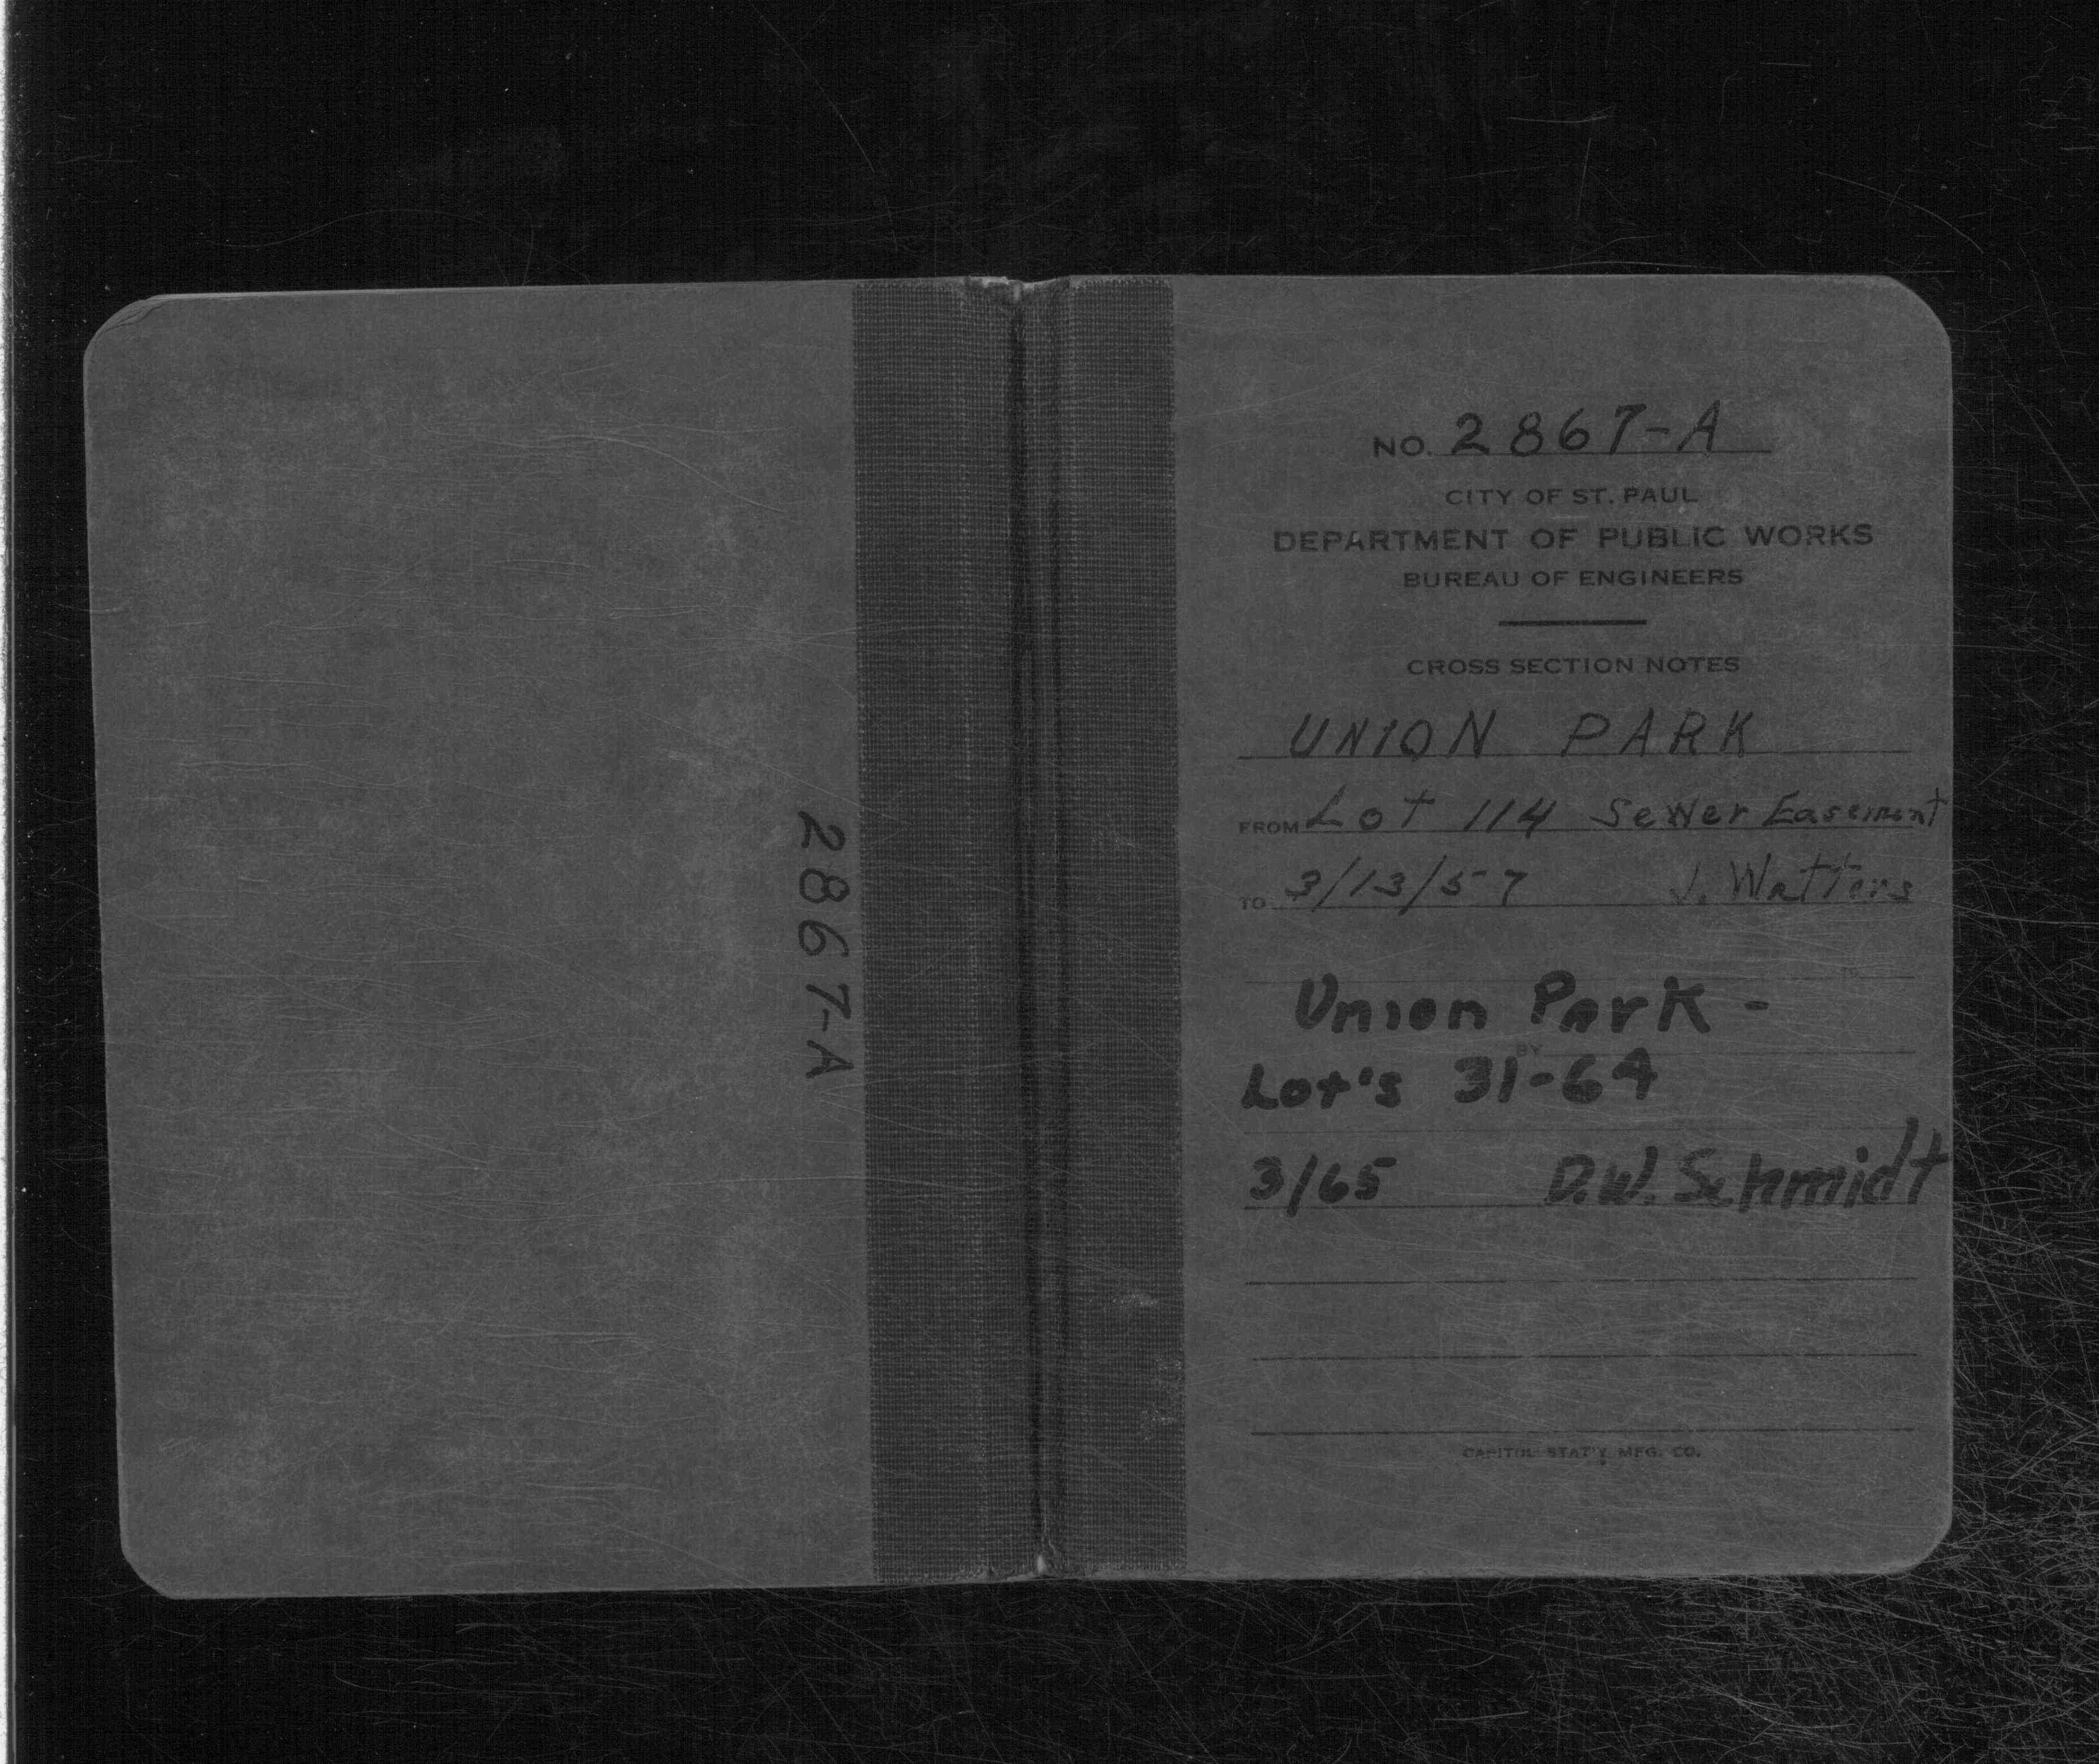 2867-A
NO. 2867-A
CITY OF ST. PAUL
DEPARTMENT OF PUBLIC WORKS
BUREAU OF ENGINEERS
CROSS SECTION NOTES
UNION PARK
FROM Lot 114 Sewer Easement
TO 3/13/57 J. Watters
Union Park -
BY
Lot's 31-64
3/65 D.W. Schmidt
CAPITOL STAT'Y MFG. CO.